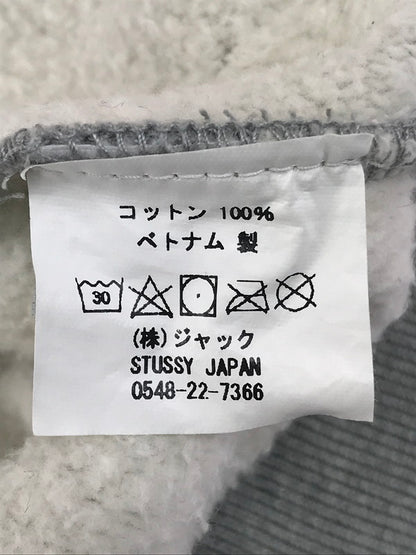 コットン 100%
ベトナム 製
30
(株)ジャック
STUSSY JAPAN
0548-22-7366